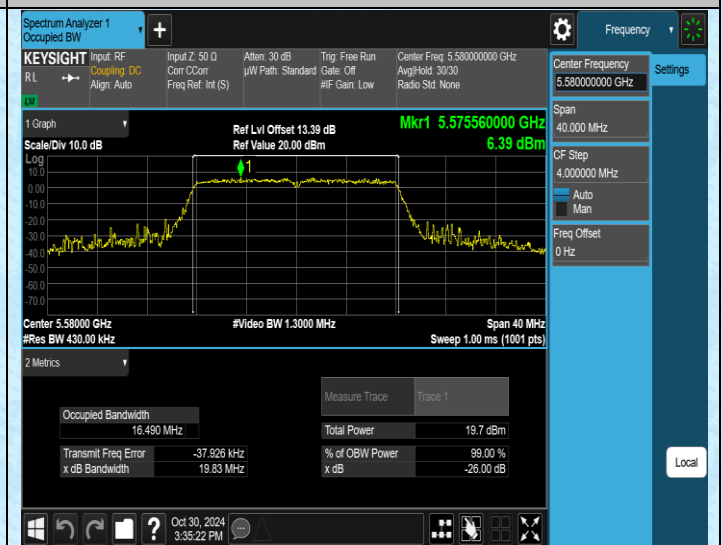 Spectrum Analyzer 1
Occupied BW
+
Frequency
KEYSIGHT
R L
LXI
Input: RF
Coupling: DC
Align: Auto
Input Z: 50 Ω
Corr CCorr
Freq Ref: Int (S)
Atten: 30 dB
µW Path: Standard
Trig: Free Run
Gate: Off
#IF Gain: Low
Center Freq: 5.580000000 GHz
Avg|Hold: 30/30
Radio Std: None
Center Frequency
5.580000000 GHz
Settings
Span
40.000 MHz
CF Step
4.000000 MHz
Auto
Man
Freq Offset
0 Hz
Local
1 Graph
Scale/Div 10.0 dB
Ref Lvl Offset 13.39 dB
Ref Value 20.00 dBm
Mkr1 5.575560000 GHz
6.39 dBm
Log
1
10.0
0.00
-10.0
-20.0
-30.0
-40.0
-50.0
-60.0
-70.0
Center 5.58000 GHz
#Res BW 430.00 kHz
#Video BW 1.3000 MHz
Span 40 MHz
Sweep 1.00 ms (1001 pts)
2 Metrics
Measure Trace
Trace 1
Occupied Bandwidth
16.490 MHz
Total Power
19.7 dBm
Transmit Freq Error
-37.926 kHz
% of OBW Power
99.00 %
x dB Bandwidth
19.83 MHz
x dB
-26.00 dB
?
Oct 30, 2024
3:35:22 PM